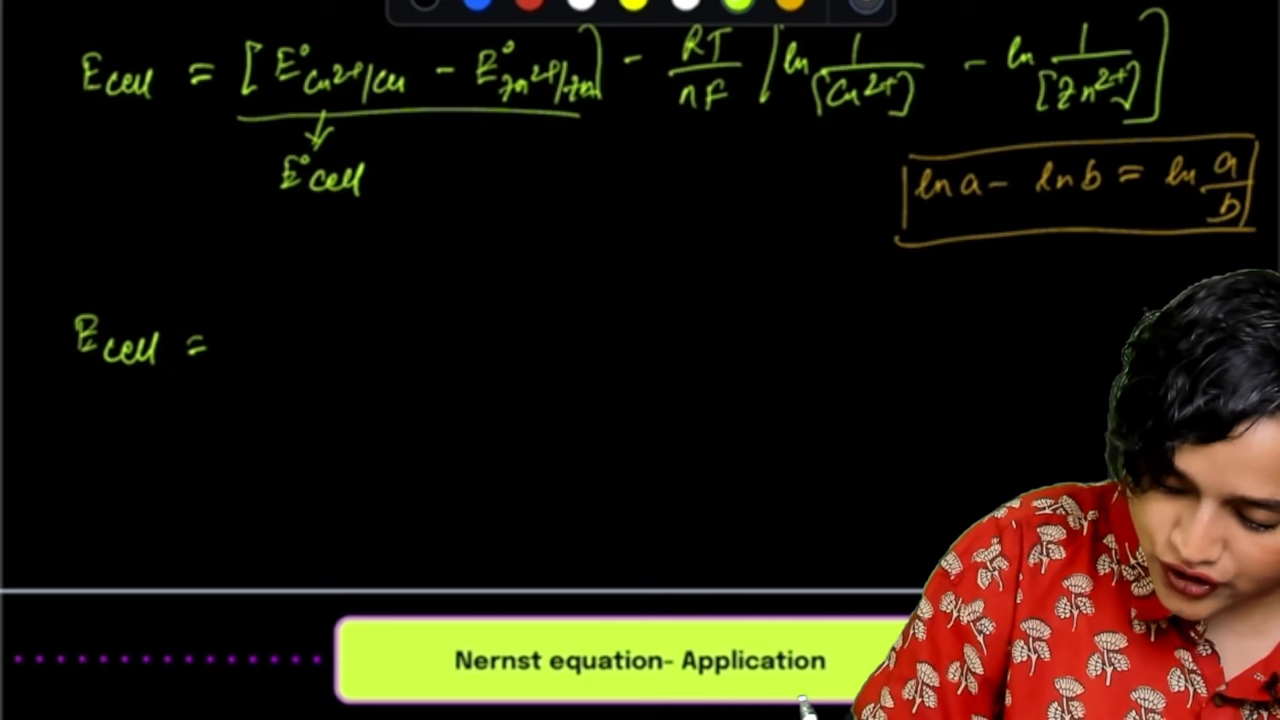 Ecell = [E°Cu²⁺/Cu - E°Zn²⁺/Zn] - RT/nF [ln 1/[Cu²⁺] - ln 1/[Zn²⁺]]
E°cell
ln a - ln b = ln a/b
Ecell =
Nernst equation- Application